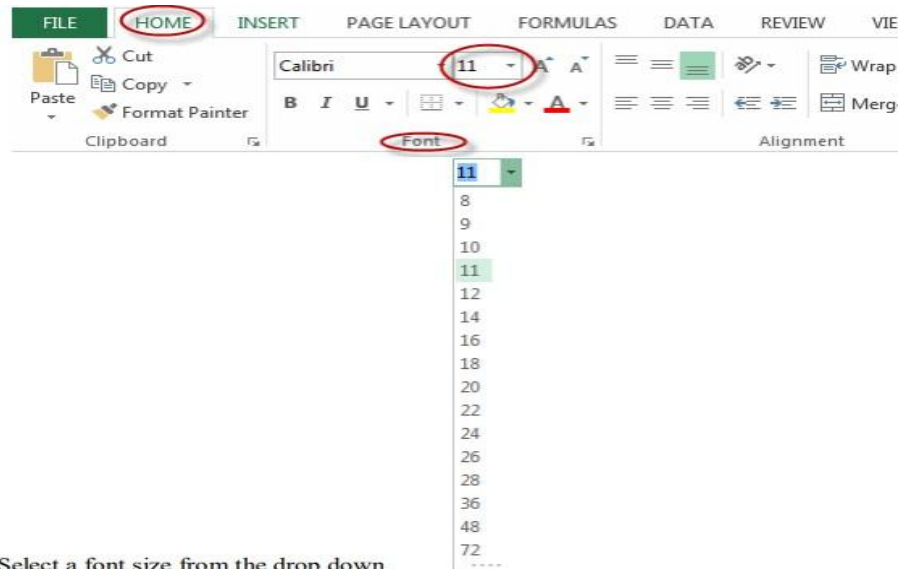 FILE HOME INSERT PAGE LAYOUT FORMULAS DATA REVIEW VIE
Cut
Calibri 11 A A Wrap
Copy
Paste
B I U A Merg
Format Painter
Clipboard Font Alignment
11
8
9
10
11
12
14
16
18
20
22
24
26
28
36
48
72
Select a font size from the drop down